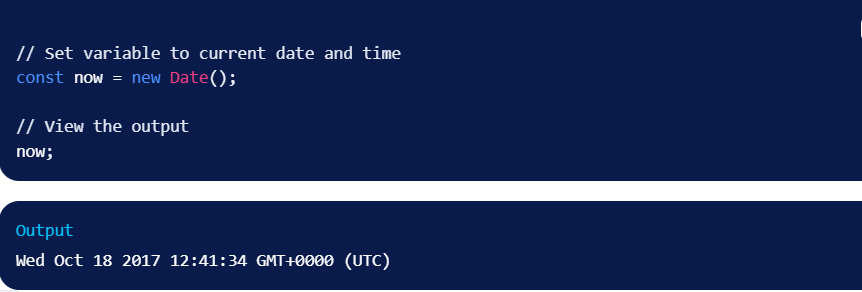 // Set variable to current date and time
const now = new Date();
// View the output
now;
Output
Wed Oct 18 2017 12:41:34 GMT+0000 (UTC)